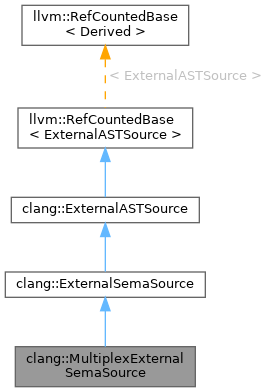 llvm::RefCountedBase
< Derived >
< ExternalASTSource >
llvm::RefCountedBase
< ExternalASTSource >
clang::ExternalASTSource
clang::ExternalSemaSource
clang::MultiplexExternal
SemaSource